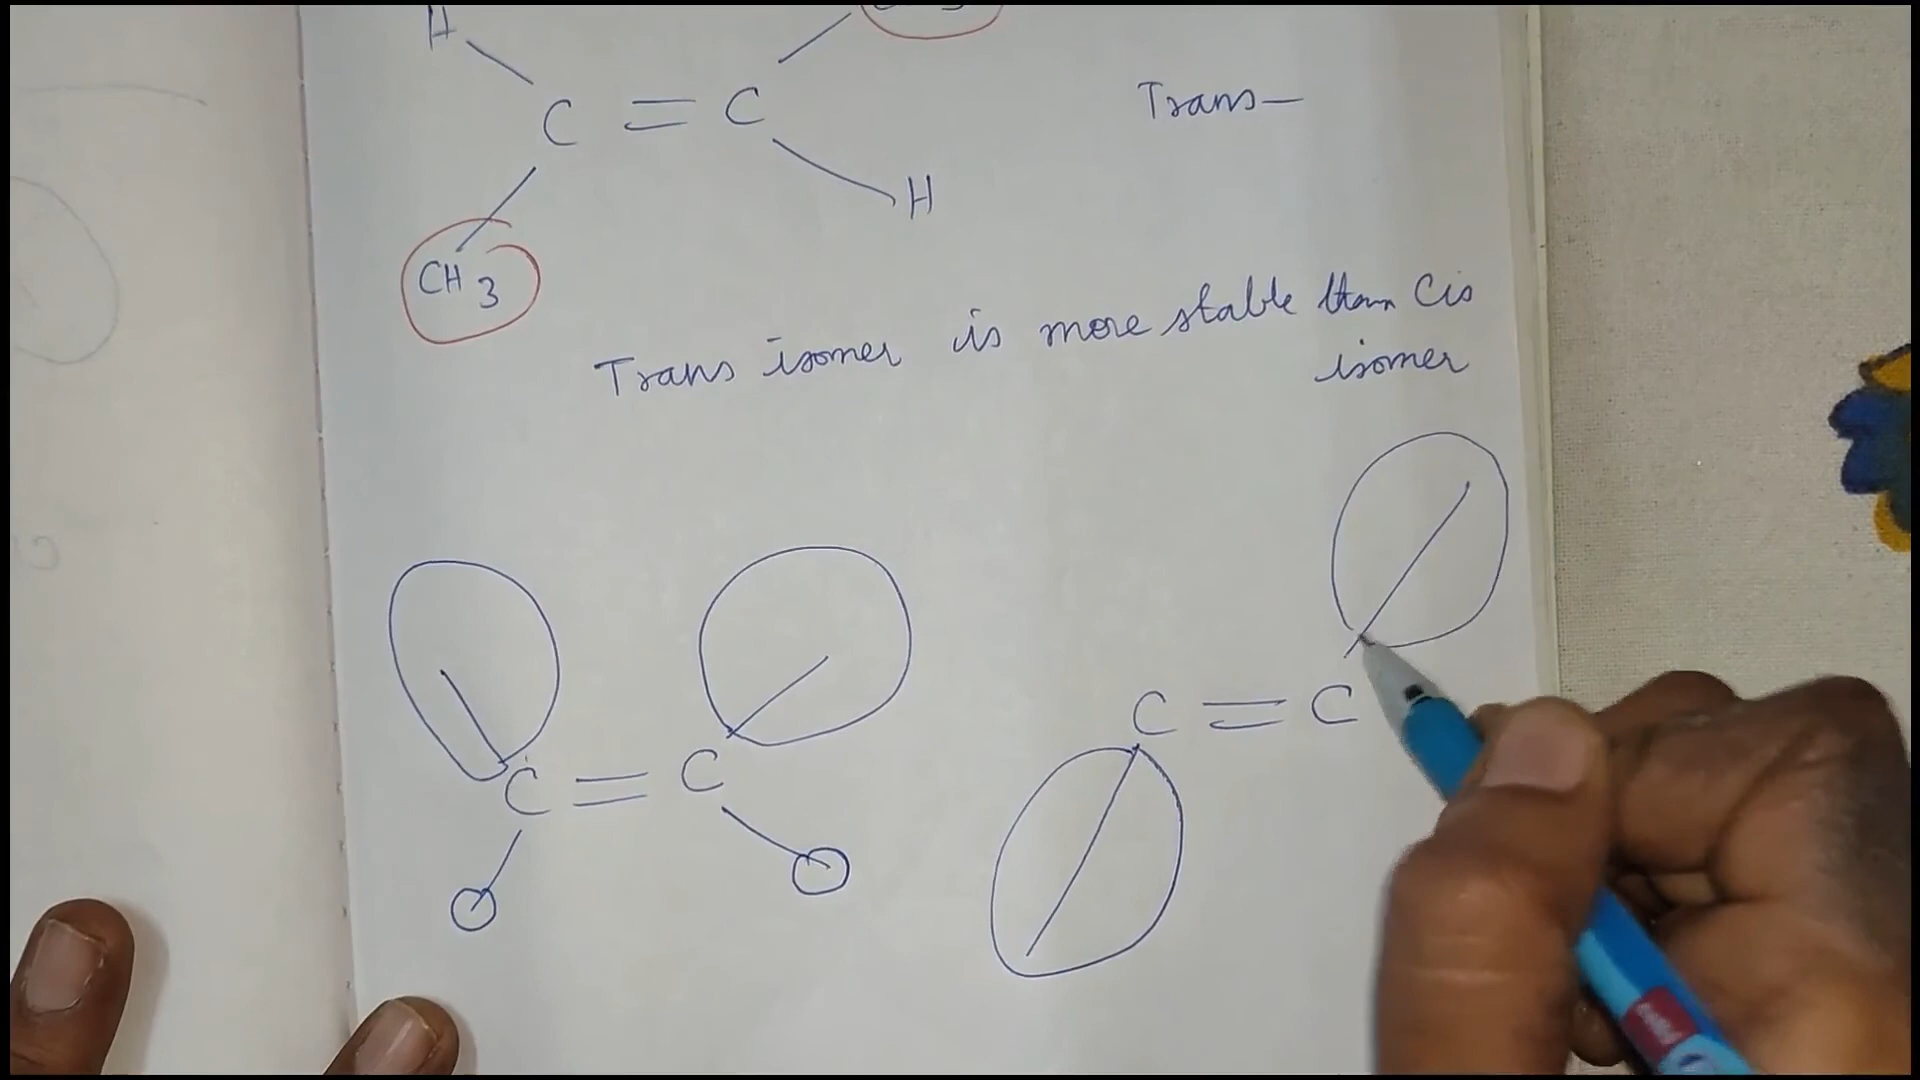 H
C = C
Trans—
H
CH3
Trans isomer is more stable than Cis
isomer
C = C
C = C